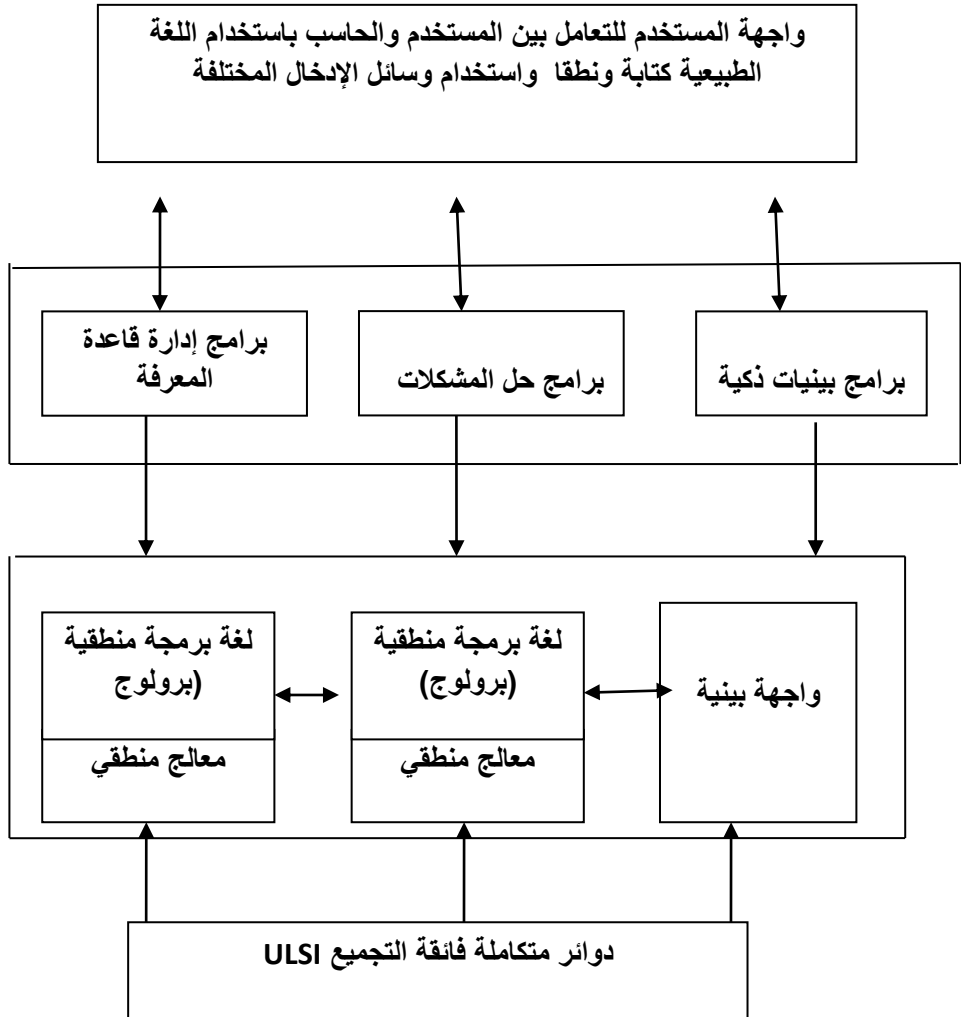 واجهة المستخدم للتعامل بين المستخدم والحاسب باستخدام اللغة
الطبيعية كتابة ونطقا واستخدام وسائل الإدخال المختلفة
برامج بينيات ذكية
برامج حل المشكلات
برامج إدارة قاعدة
المعرفة
واجهة بينية
لغة برمجة منطقية
(برولوج)
معالج منطقي
لغة برمجة منطقية
(برولوج
معالج منطقي
دوائر متكاملة فائقة التجميع ULSI